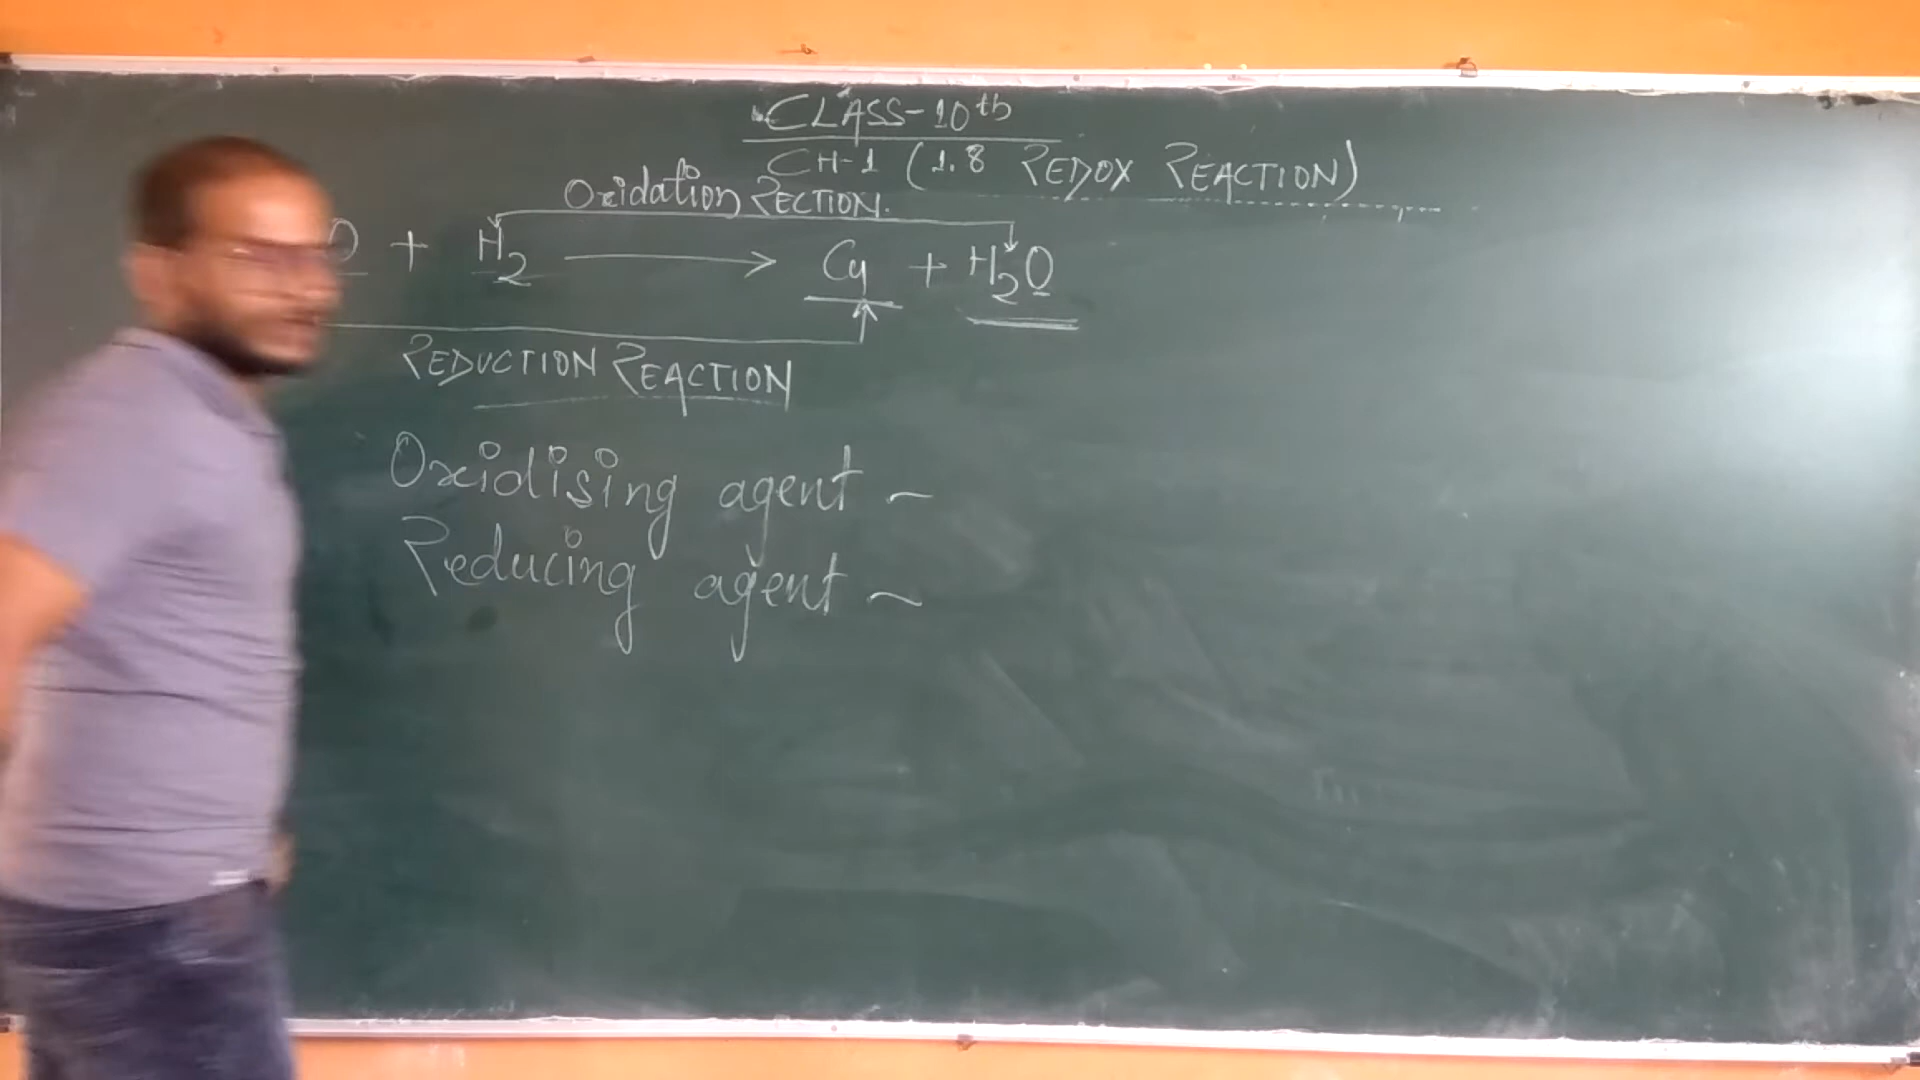 CLASS-10th
CH-1 (1.8 REDOX REACTION)
Oxidation RECTION.
O + H2 ⟶ Cu + H2O
REDUCTION REACTION
Oxidising agent ~
Reducing agent ~